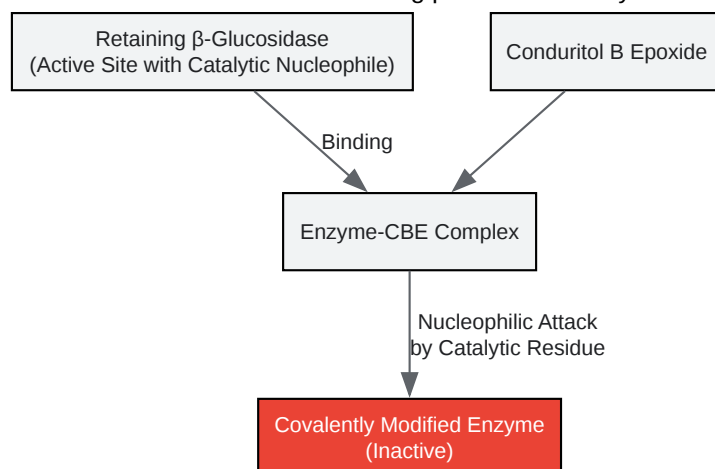 Retaining β-Glucosidase
(Active Site with Catalytic Nucleophile)
Conduritol B Epoxide
Binding
Enzyme-CBE Complex
Nucleophilic Attack
by Catalytic Residue
Covalently Modified Enzyme
(Inactive)